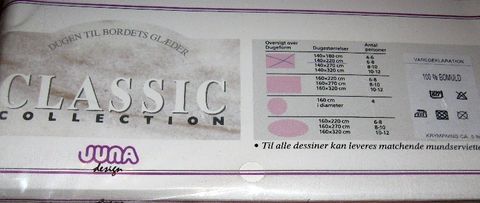 DUGEN TIL BORDETS GLÆDER
CLASSIC
COLLECTION
JUNA
design
Oversigt over Dugeform
Dugestørrelser
Antal personer
140×180 cm 4-6
140×220 cm 6-8
140×270 cm 8-10
140×320 cm 10-12
160×220 cm 6-8
160×270 cm 8-10
160×320 cm 10-12
160 cm i diameter 4
160×220 cm 6-8
160×270 cm 8-10
160×320 cm 10-12
• Til alle dessiner kan leveres matchende mundserviette
VAREDEKLARATION
100 % BOMULD
KRYMPNING CA. 5 %